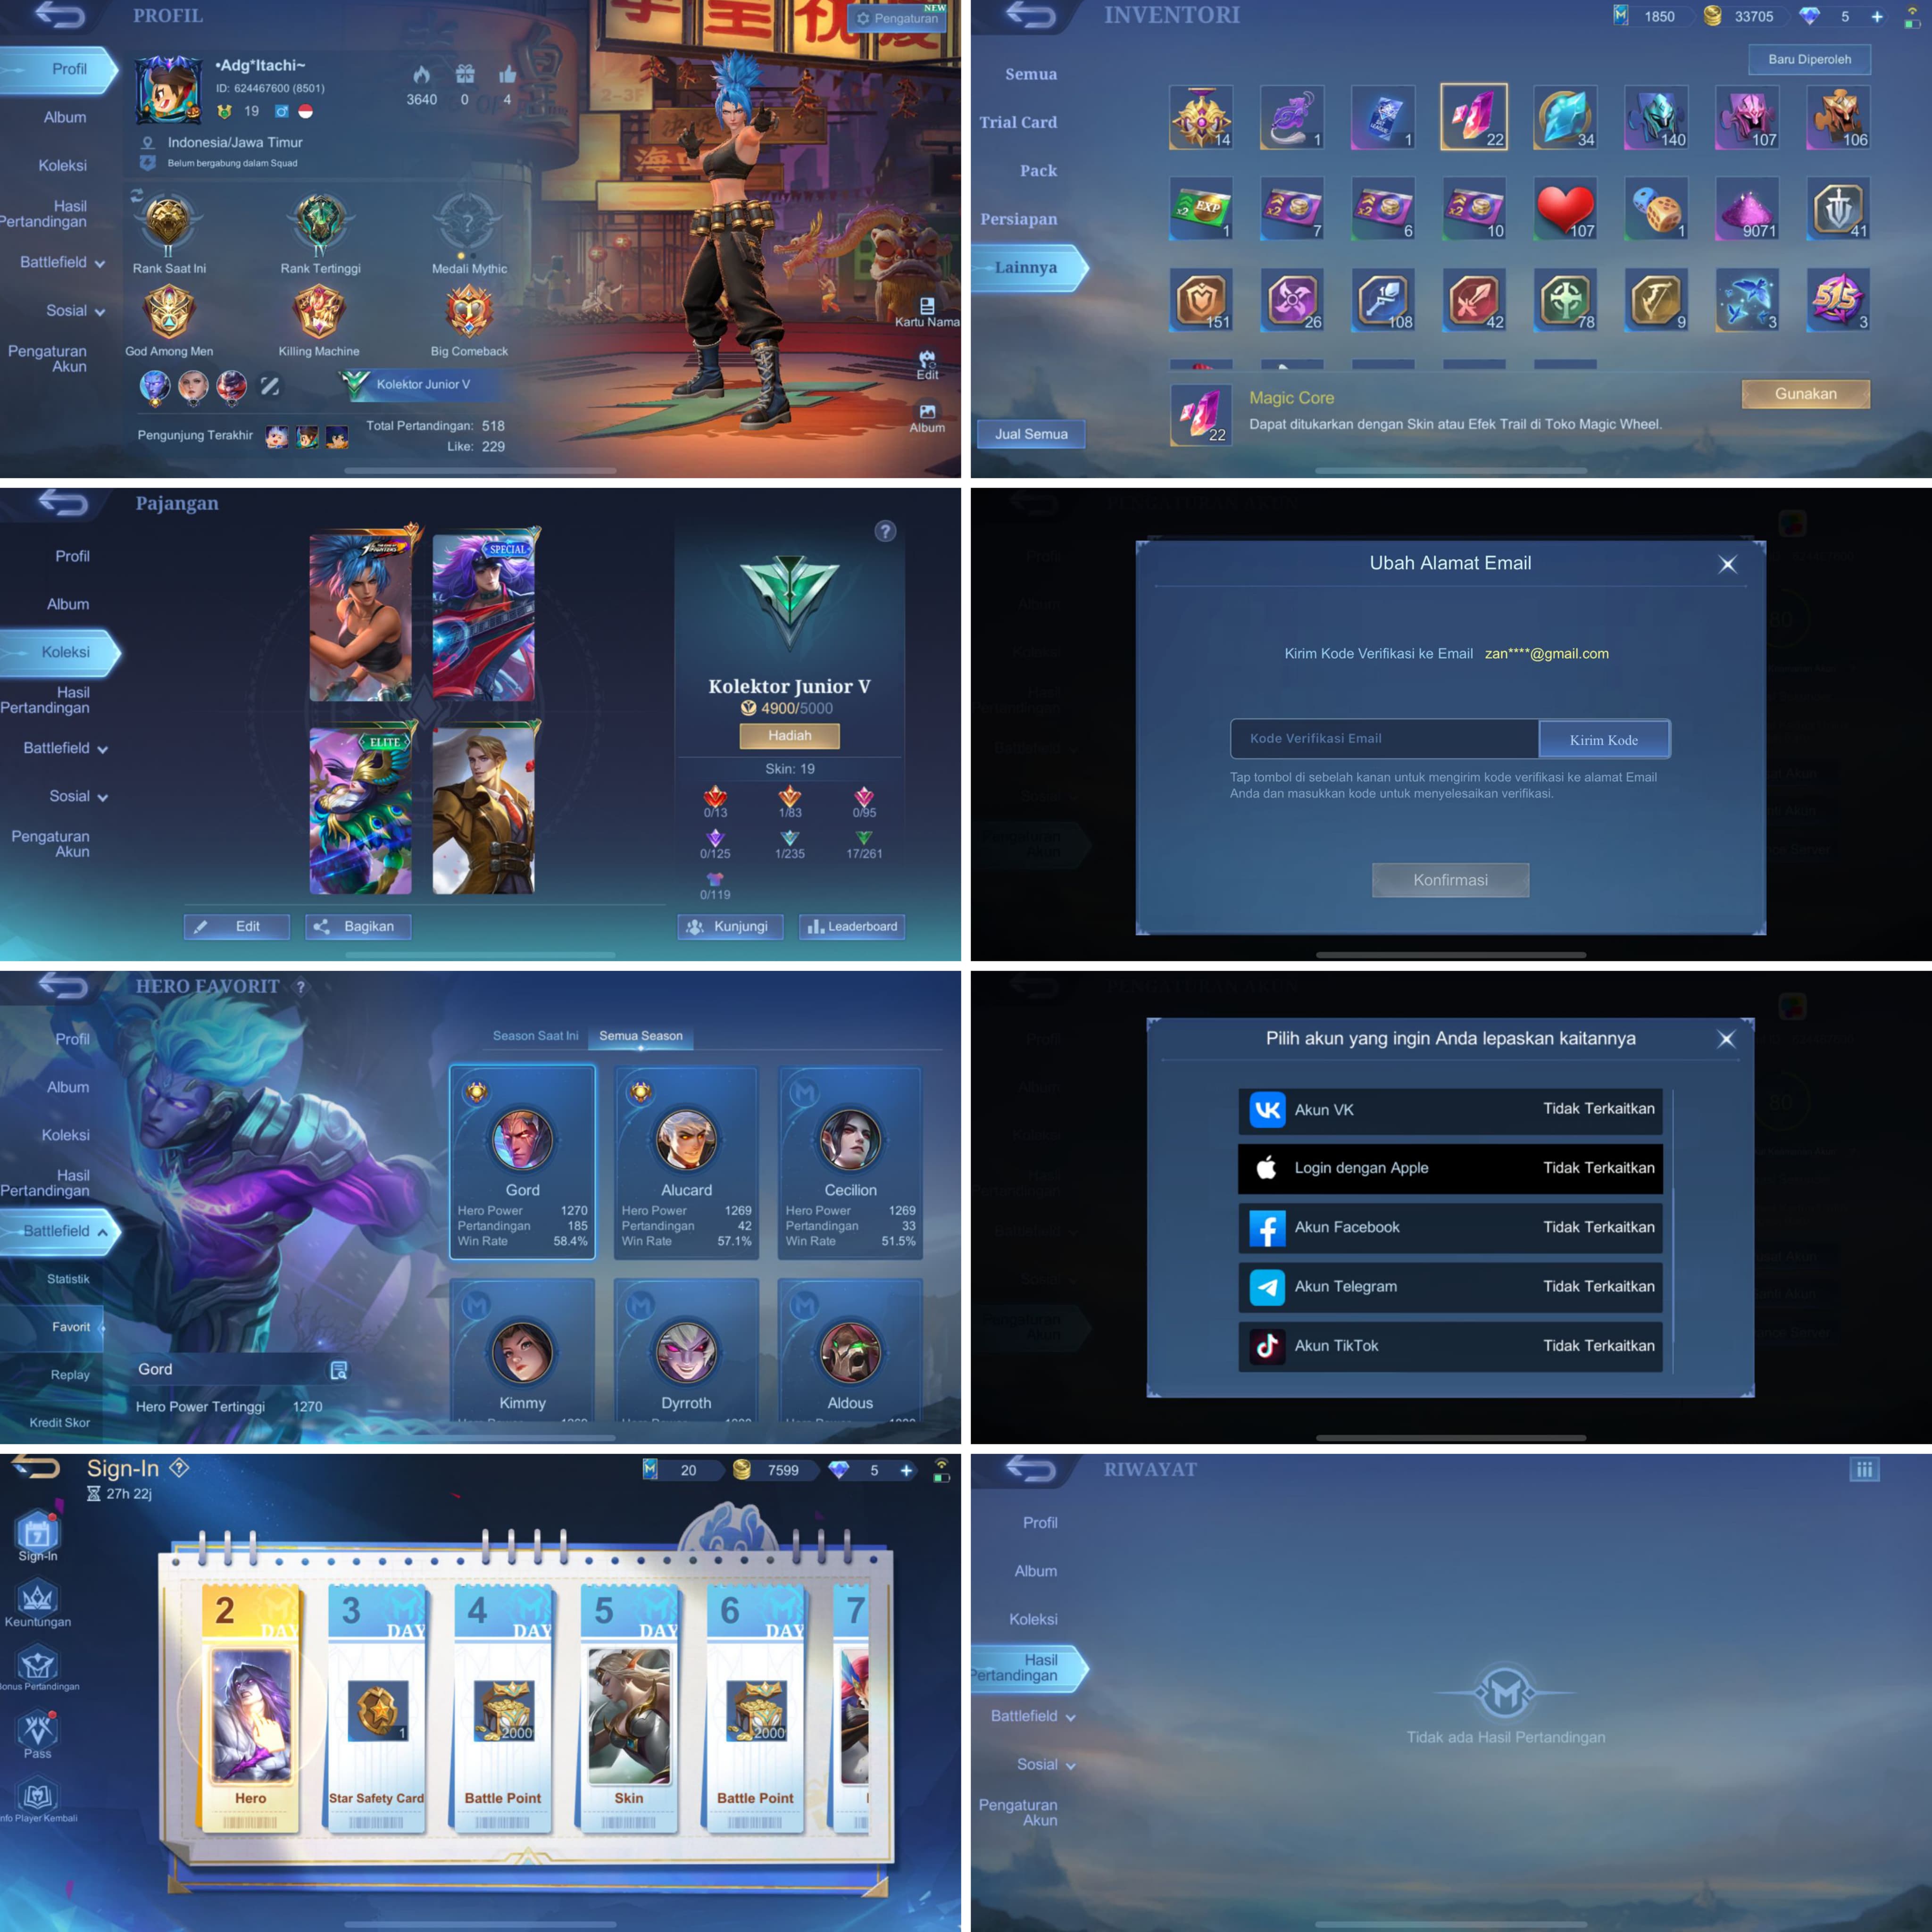 PROFIL
NEW
Pengaturan
Profil
Album
Koleksi
Hasil
Pertandingan
Battlefield
Sosial
Pengaturan
Akun
•Adg*Itachi~
ID: 624467600 (8501)
19
3640
0
4
Indonesia/Jawa Timur
Belum bergabung dalam Squad
II
IV
Rank Saat Ini
Rank Tertinggi
Medali Mythic
God Among Men
Killing Machine
Big Comeback
Kolektor Junior V
Pengunjung Terakhir
Total Pertandingan: 518
Like: 229
2-3F
Kartu Nama
Edit
Album
INVENTORI
1850
33705
5
Baru Diperoleh
Semua
Trial Card
Pack
Persiapan
Lainnya
Jual Semua
14
1
1
22
34
140
107
106
x2 EXP 1
x2 7
x2 6
x2 10
107
1
9071
41
151
26
108
42
78
9
3
515 3
22
Magic Core
Dapat ditukarkan dengan Skin atau Efek Trail di Toko Magic Wheel.
Gunakan
Pajangan
Profil
Album
Koleksi
Hasil
Pertandingan
Battlefield
Sosial
Pengaturan
Akun
SPECIAL
ELITE
?
Kolektor Junior V
4900/5000
Hadiah
Skin: 19
0/13
1/83
0/95
0/125
1/235
17/261
0/119
Edit
Bagikan
Kunjungi
Leaderboard
PENGATURAN AKUN
Ubah Alamat Email
Kirim Kode Verifikasi ke Email zan****@gmail.com
Kode Verifikasi Email
Kirim Kode
Tap tombol di sebelah kanan untuk mengirim kode verifikasi ke alamat Email
Anda dan masukkan kode untuk menyelesaikan verifikasi.
Konfirmasi
HERO FAVORIT ?
Profil
Album
Koleksi
Hasil
Pertandingan
Battlefield
Statistik
Favorit
Replay
Kredit Skor
Season Saat Ini
Semua Season
Gord
Hero Power 1270
Pertandingan 185
Win Rate 58.4%
Alucard
Hero Power 1269
Pertandingan 42
Win Rate 57.1%
Cecilion
Hero Power 1269
Pertandingan 33
Win Rate 51.5%
Kimmy
Dyrroth
Aldous
Gord
Hero Power Tertinggi 1270
PENGATURAN AKUN
Pilih akun yang ingin Anda lepaskan kaitannya
Akun VK Tidak Terkaitkan
Login dengan Apple Tidak Terkaitkan
Akun Facebook Tidak Terkaitkan
Akun Telegram Tidak Terkaitkan
Akun TikTok Tidak Terkaitkan
Sign-In ?
27h 22j
20
7599
5
Sign-In
Keuntungan
Bonus Pertandingan
Pass
Info Player Kembali
2 DAY
Hero
3 DAY
1
Star Safety Card
4 DAY
2000
Battle Point
5 DAY
Skin
6 DAY
2000
Battle Point
7
RIWAYAT
Profil
Album
Koleksi
Hasil
Pertandingan
Battlefield
Sosial
Pengaturan
Akun
Tidak ada Hasil Pertandingan